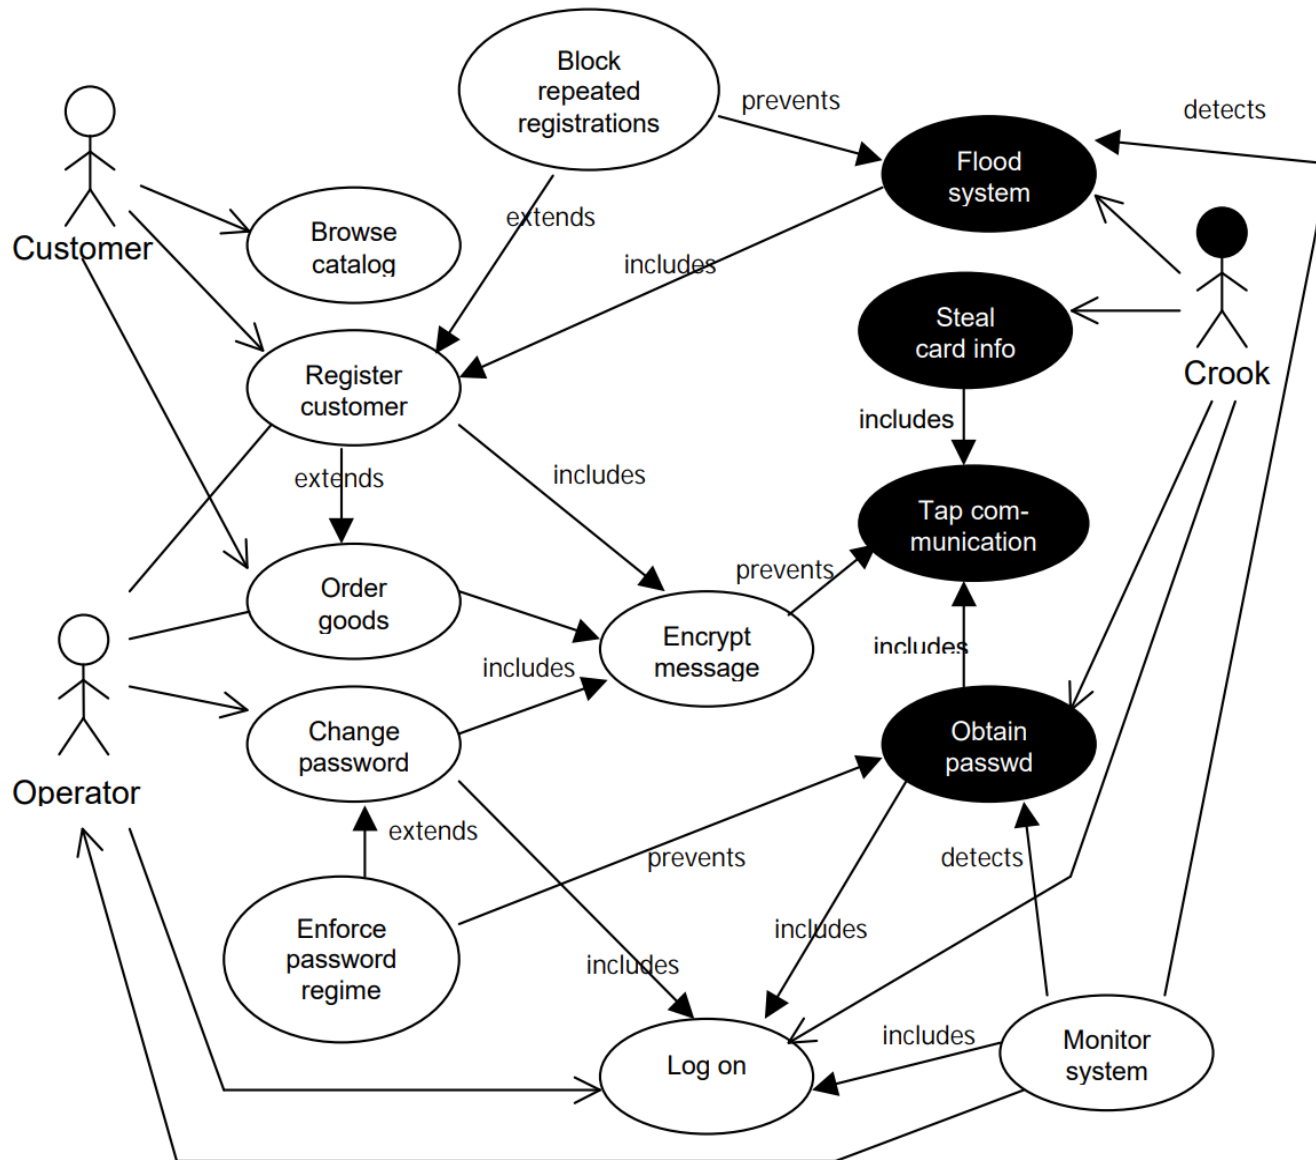 Block
repeated
registrations
prevents
detects
Flood
system
Customer
Browse
catalog
extends
includes
Steal
card info
Crook
Register
customer
includes
extends
includes
Tap com-
munication
prevents
Order
goods
Encrypt
message
includes
includes
Change
password
Obtain
passwd
Operator
extends
prevents
detects
Enforce
password
regime
includes
includes
includes
Log on
Monitor
system